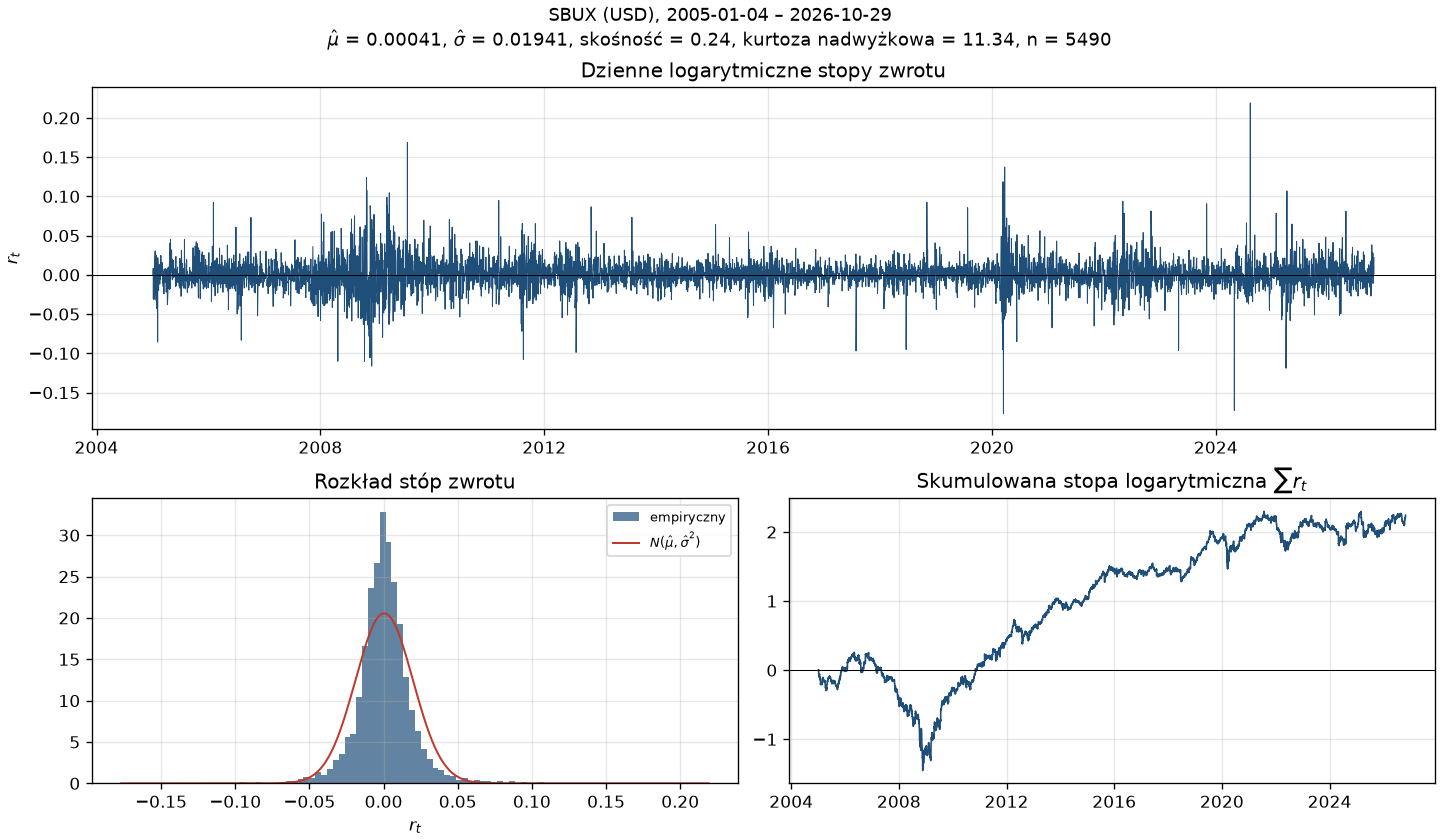 SBUX (USD), 2005-01-04 – 2026-10-29
μ̂ = 0.00041, σ̂ = 0.01941, skośność = 0.24, kurtoza nadwyżkowa = 11.34, n = 5490
Dzienne logarytmiczne stopy zwrotu
r_t
0.20
0.15
0.10
0.05
0.00
−0.05
−0.10
−0.15
2004 2008 2012 2016 2020 2024
Rozkład stóp zwrotu
empiryczny
N(μ̂, σ̂²)
30
25
20
15
10
5
0
−0.15 −0.10 −0.05 0.00 0.05 0.10 0.15 0.20
r_t
Skumulowana stopa logarytmiczna ∑r_t
2
1
0
−1
2004 2008 2012 2016 2020 2024